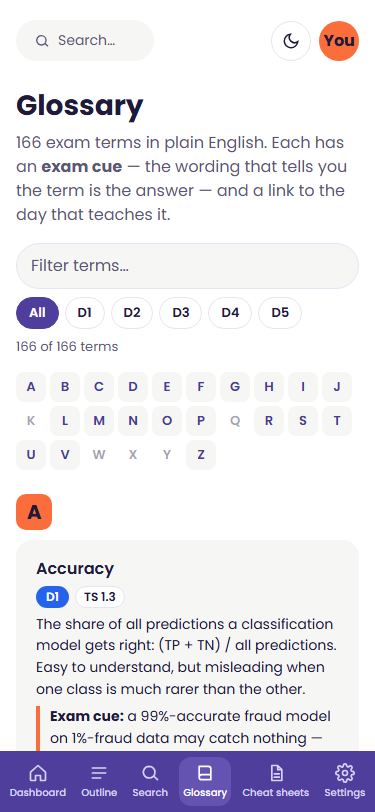 Search...
You
Glossary
166 exam terms in plain English. Each has
an exam cue — the wording that tells you
the term is the answer — and a link to the
day that teaches it.
Filter terms...
All D1 D2 D3 D4 D5
166 of 166 terms
A B C D E F G H I J
K L M N O P Q R S T
U V W X Y Z
A
Accuracy
D1 TS 1.3
The share of all predictions a classification
model gets right: (TP + TN) / all predictions.
Easy to understand, but misleading when
one class is much rarer than the other.
Exam cue: a 99%-accurate fraud model
on 1%-fraud data may catch nothing —
Dashboard Outline Search Glossary Cheat sheets Settings